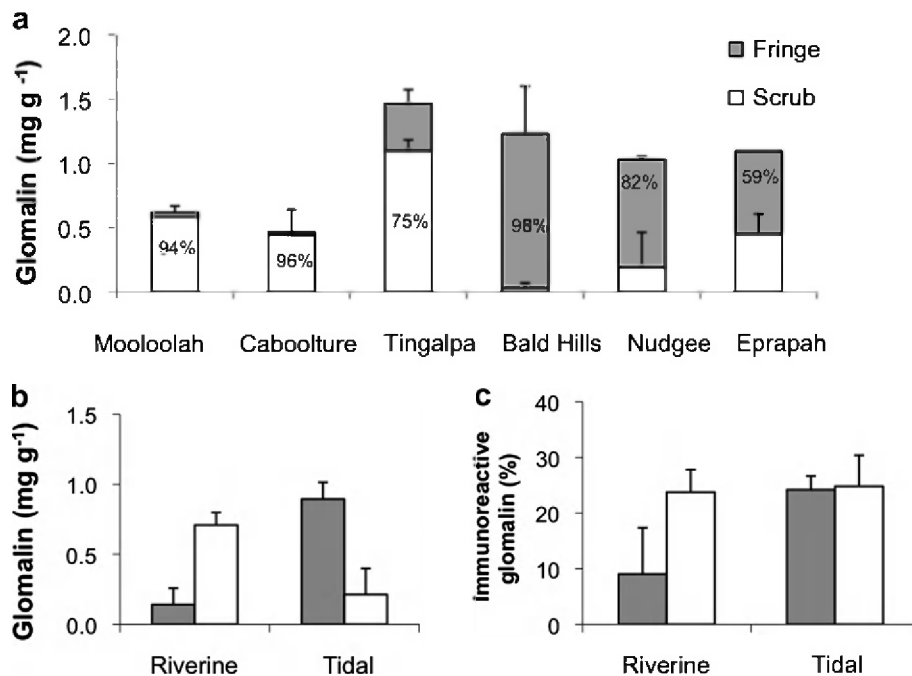 a
2.0
1.5
1.0
0.5
0.0
Glomalin (mg g -1)
Fringe
Scrub
94%
96%
75%
98%
82%
59%
Mooloolah Caboolture Tingalpa Bald Hills Nudgee Eprapah
b
1.5
1.0
0.5
0.0
Glomalin (mg g-1)
Riverine Tidal
c
40
30
20
10
0
immunoreactive
glomalin (%)
Riverine Tidal